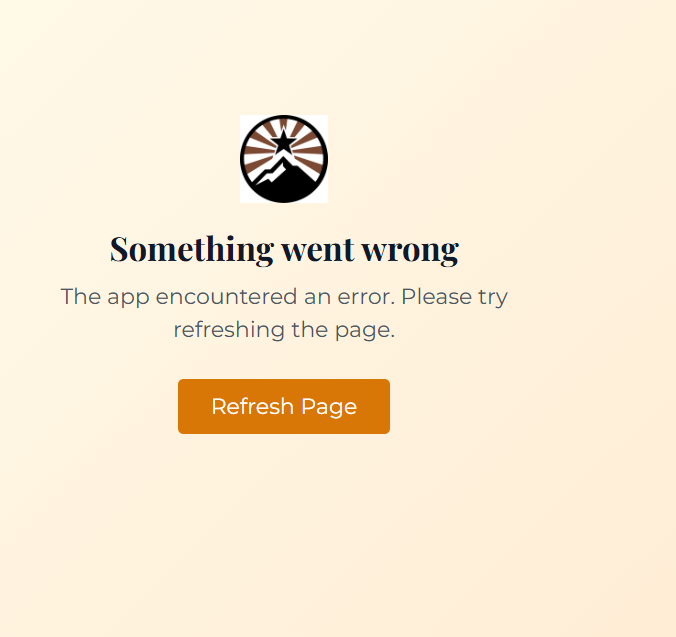 Something went wrong
The app encountered an error. Please try
refreshing the page.
Refresh Page